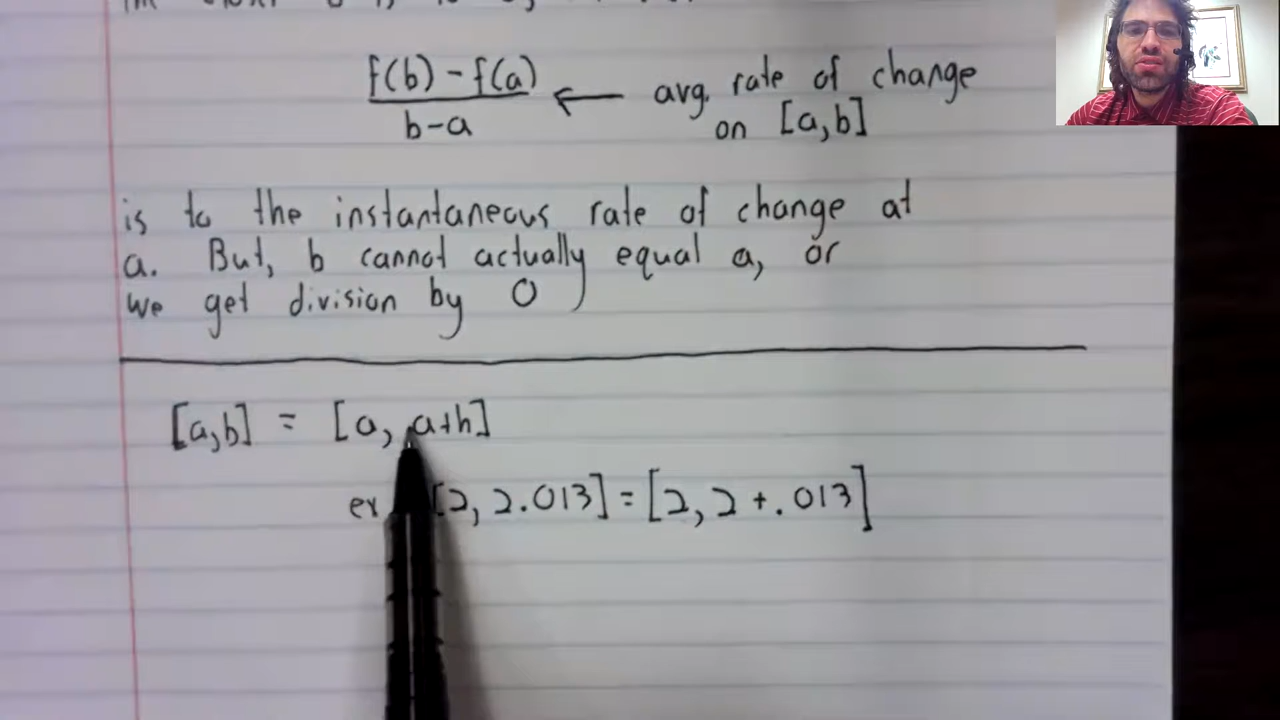 f(b) - f(a)
b-a
← avg. rate of change
on [a,b]
is to the instantaneous rate of change at
a. But, b cannot actually equal a, or
we get division by 0
[a,b] = [a, a+h]
ex [2, 2.013] = [2, 2 + .013]